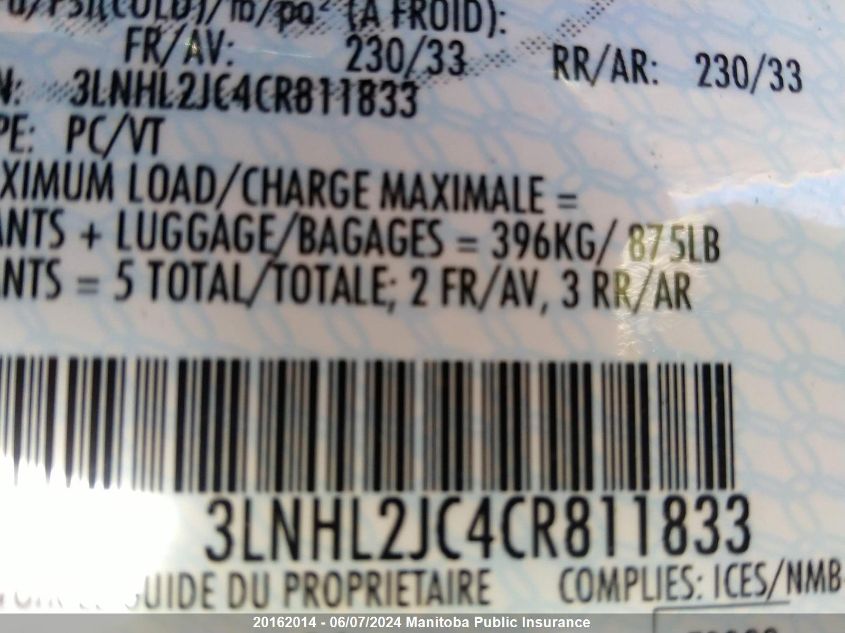 (COLD)/lb/po² (À FROID):
FR/AV: 230/33 RR/AR: 230/33
N: 3LNHL2JC4CR811833
PE: PC/VT
XIMUM LOAD/CHARGE MAXIMALE =
ANTS + LUGGAGE/BAGAGES = 396KG/ 875LB
ANTS = 5 TOTAL/TOTALE; 2 FR/AV, 3 RR/AR
3LNHL2JC4CR811833
GUIDE DU PROPRIETAIRE COMPLIES: ICES/NMB-
20162014 - 06/07/2024 Manitoba Public Insurance